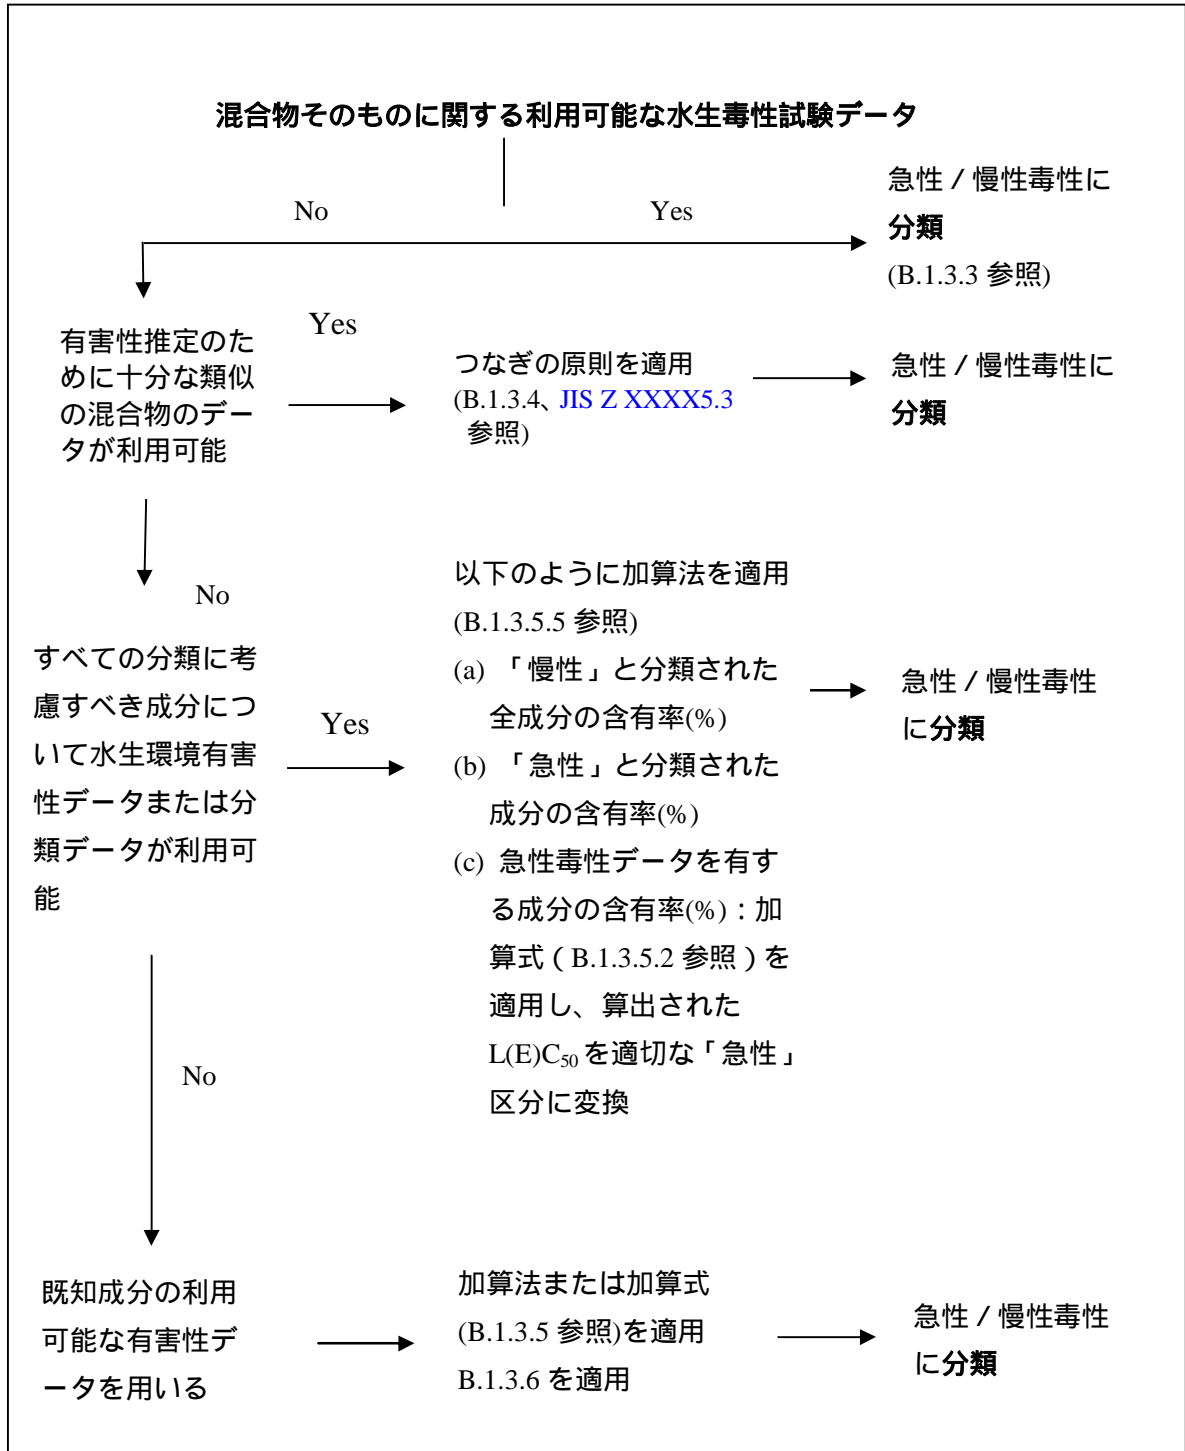 混合物そのものに関する利用可能な水生毒性試験データ
No
Yes
急性 / 慢性毒性に
分類
(B.1.3.3 参照)
有害性推定のた
めに十分な類似
の混合物のデー
タが利用可能
Yes
つなぎの原則を適用
(B.1.3.4、JIS Z XXXX5.3
参照)
急性 / 慢性毒性に
分類
No
すべての分類に考
慮すべき成分につ
いて水生環境有害
性データまたは分
類データが利用可
能
Yes
以下のように加算法を適用
(B.1.3.5.5 参照)
(a) 「慢性」と分類された
全成分の含有率(%)
(b) 「急性」と分類された
成分の含有率(%)
(c) 急性毒性データを有す
る成分の含有率(%)：加
算式（B.1.3.5.2 参照）を
適用し、算出された
L(E)C50を適切な「急性」
区分に変換
急性 / 慢性毒性
に分類
No
既知成分の利用
可能な有害性デ
ータを用いる
加算法または加算式
(B.1.3.5 参照)を適用
B.1.3.6 を適用
急性 / 慢性毒性
に分類